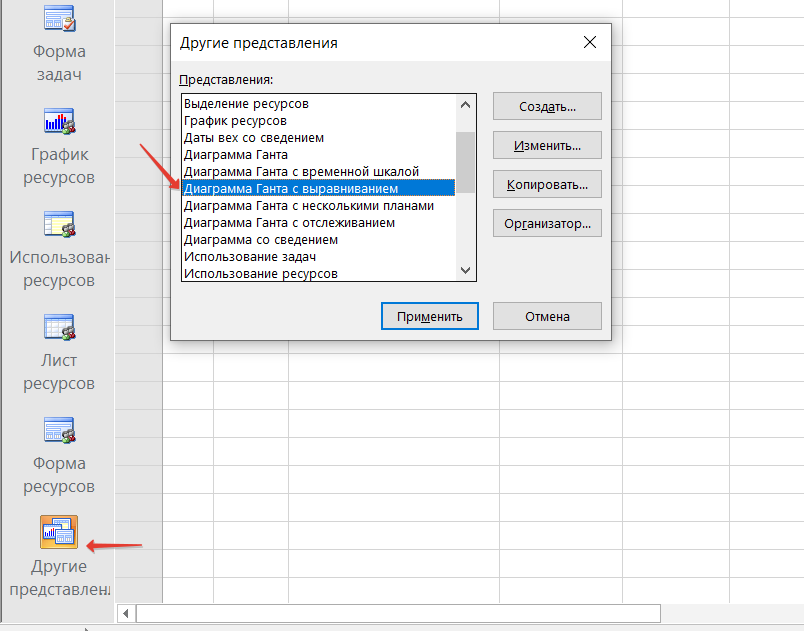 Форма
задач
График
ресурсов
Использован
ресурсов
Лист
ресурсов
Форма
ресурсов
Другие
представлен
Другие представления
Представления:
Выделение ресурсов
График ресурсов
Даты вех со сведением
Диаграмма Ганта
Диаграмма Ганта с временной шкалой
Диаграмма Ганта с выравниванием
Диаграмма Ганта с несколькими планами
Диаграмма Ганта с отслеживанием
Диаграмма со сведением
Использование задач
Использование ресурсов
Создать...
Изменить...
Копировать...
Организатор...
Применить
Отмена